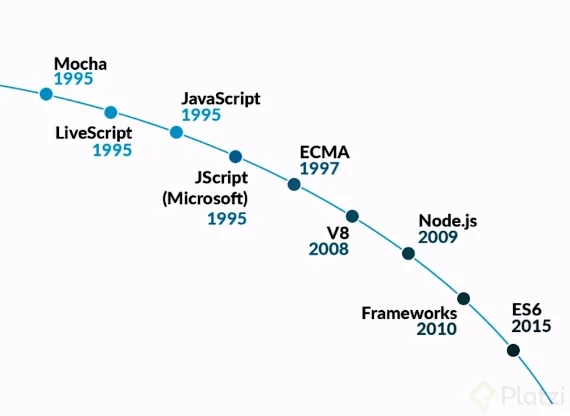 Mocha
1995
LiveScript
1995
JavaScript
1995
JScript
(Microsoft)
1995
ECMA
1997
V8
2008
Node.js
2009
Frameworks
2010
ES6
2015
Platzi